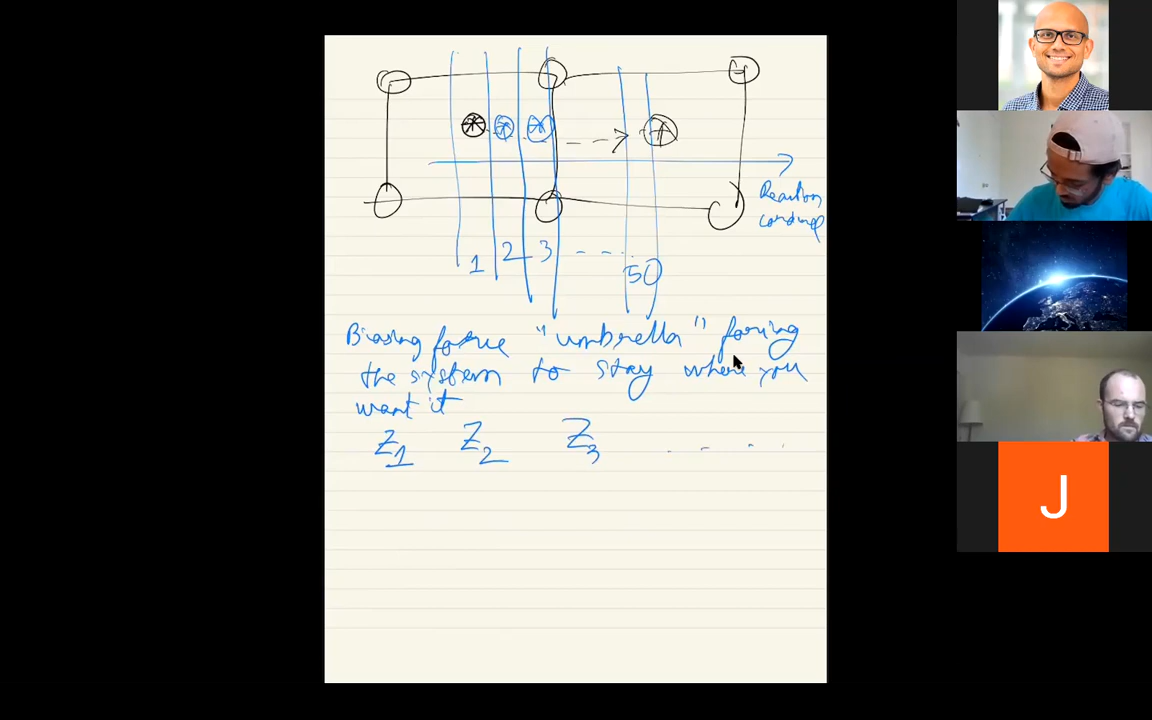 Reaction
1 2 3 - - - 50
Biasing force "umbrella" forcing
the system to stay where you
want it
Z1 Z2 Z3 - - - -
J